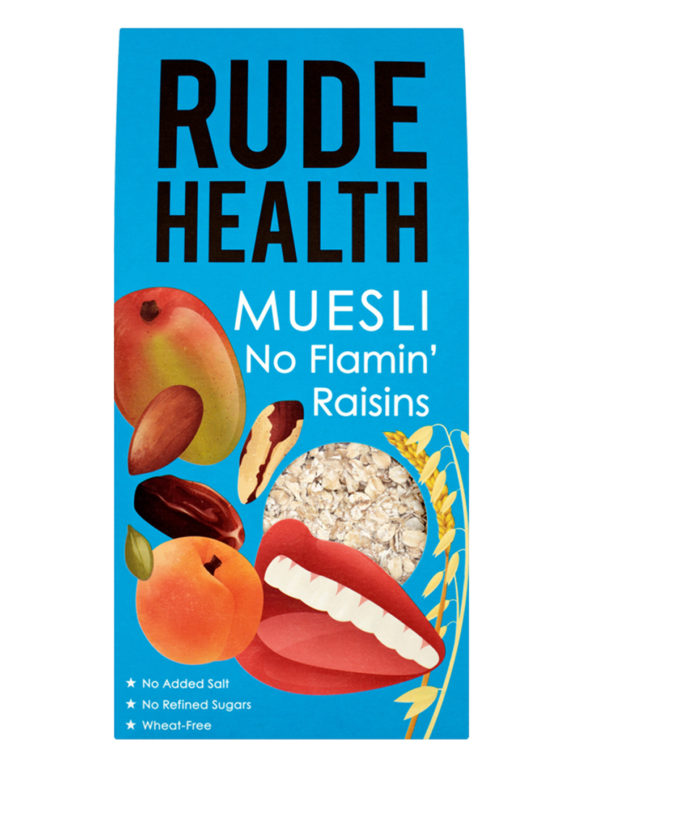 RUDE
HEALTH
MUESLI
No Flamin'
Raisins
★ No Added Salt
★ No Refined Sugars
★ Wheat-Free